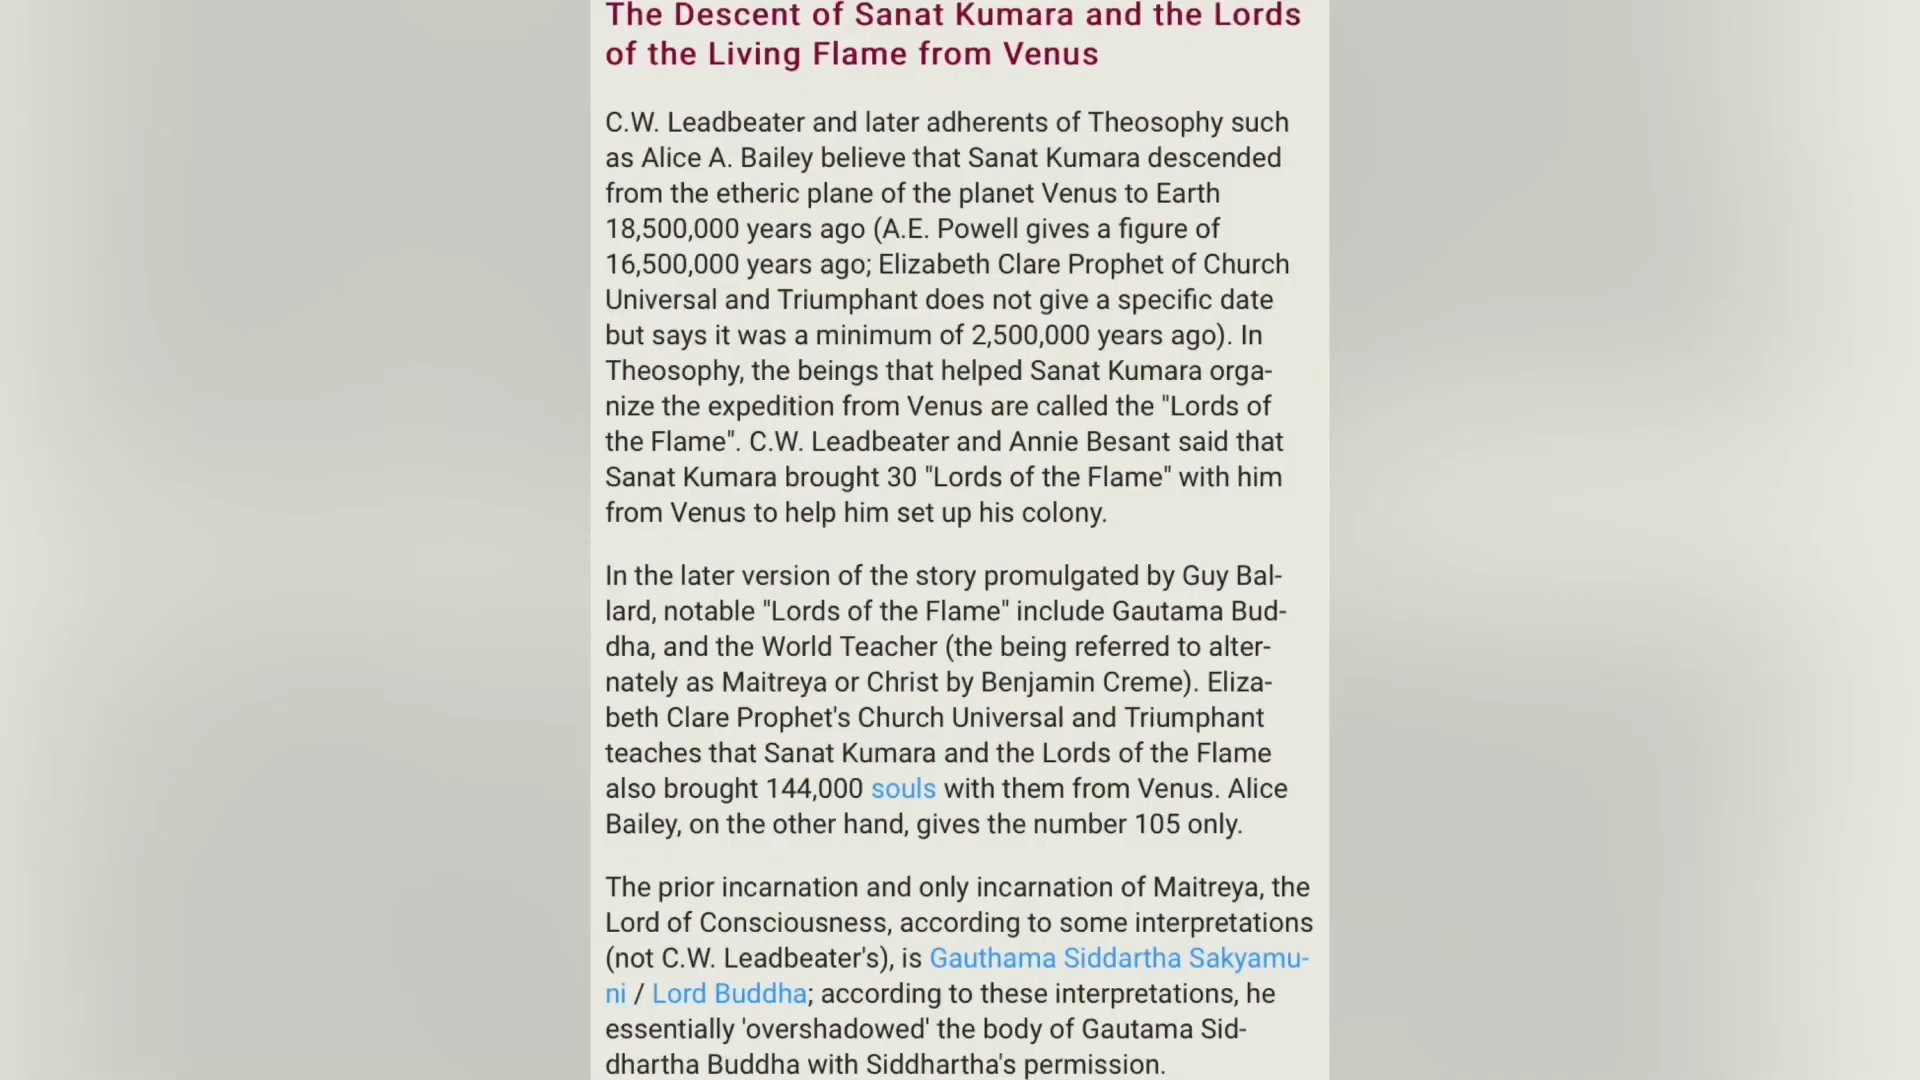 The Descent of Sanat Kumara and the Lords
of the Living Flame from Venus
C.W. Leadbeater and later adherents of Theosophy such
as Alice A. Bailey believe that Sanat Kumara descended
from the etheric plane of the planet Venus to Earth
18,500,000 years ago (A.E. Powell gives a figure of
16,500,000 years ago; Elizabeth Clare Prophet of Church
Universal and Triumphant does not give a specific date
but says it was a minimum of 2,500,000 years ago). In
Theosophy, the beings that helped Sanat Kumara orga-
nize the expedition from Venus are called the "Lords of
the Flame". C.W. Leadbeater and Annie Besant said that
Sanat Kumara brought 30 "Lords of the Flame" with him
from Venus to help him set up his colony.
In the later version of the story promulgated by Guy Bal-
lard, notable "Lords of the Flame" include Gautama Bud-
dha, and the World Teacher (the being referred to alter-
nately as Maitreya or Christ by Benjamin Creme). Eliza-
beth Clare Prophet's Church Universal and Triumphant
teaches that Sanat Kumara and the Lords of the Flame
also brought 144,000 souls with them from Venus. Alice
Bailey, on the other hand, gives the number 105 only.
The prior incarnation and only incarnation of Maitreya, the
Lord of Consciousness, according to some interpretations
(not C.W. Leadbeater's), is Gauthama Siddartha Sakyamu-
ni / Lord Buddha; according to these interpretations, he
essentially 'overshadowed' the body of Gautama Sid-
dhartha Buddha with Siddhartha's permission.